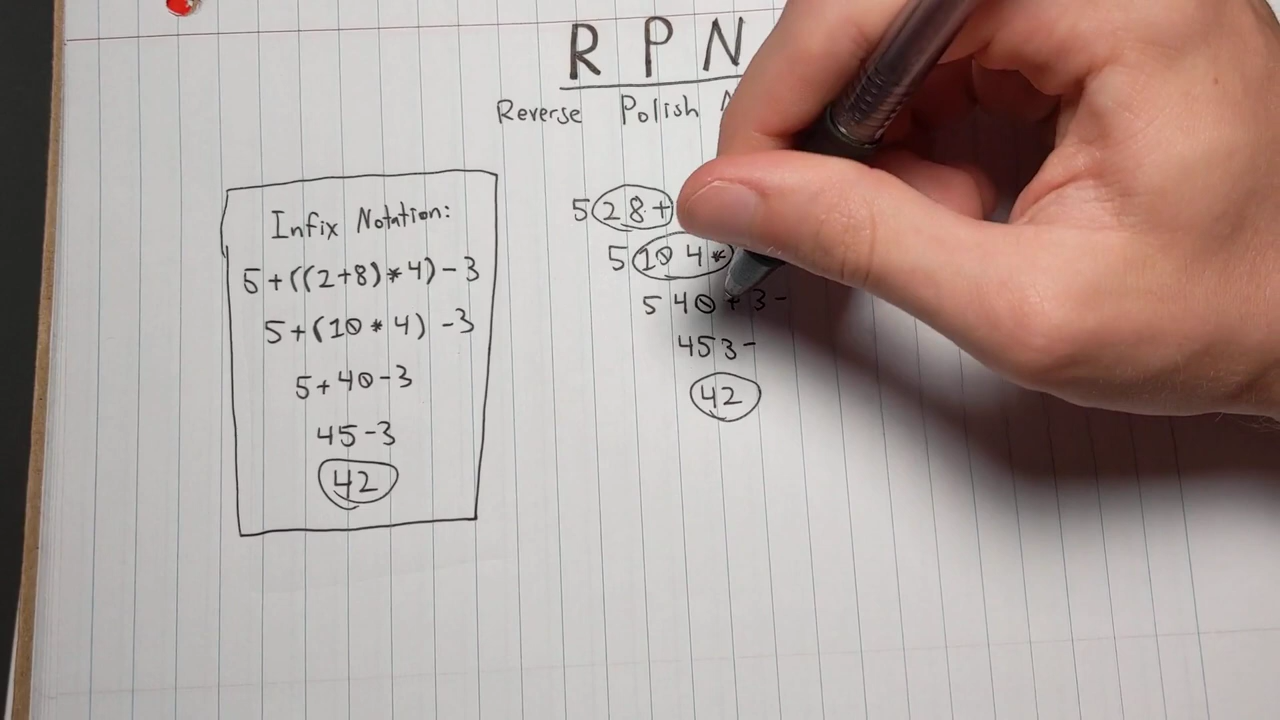 RPN
Reverse Polish
Infix Notation:
5+((2+8)*4)-3
5+(10*4)-3
5+40-3
45-3
42
5 2 8 +
5 10 4 *
5 40 + 3 -
45 3 -
42